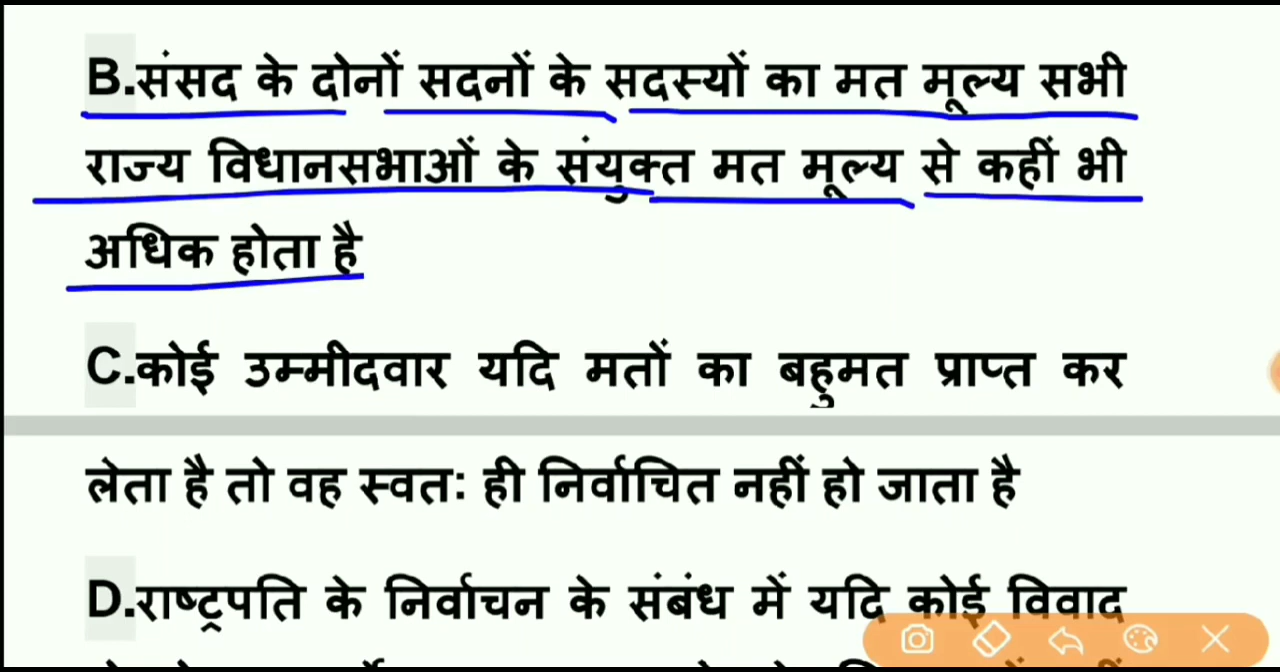 B.संसद के दोनों सदनों के सदस्यों का मत मूल्य सभी
राज्य विधानसभाओं के संयुक्त मत मूल्य से कहीं भी
अधिक होता है
C.कोई उम्मीदवार यदि मतों का बहुमत प्राप्त कर
लेता है तो वह स्वतः ही निर्वाचित नहीं हो जाता है
D.राष्ट्रपति के निर्वाचन के संबंध में यदि कोई विवाद